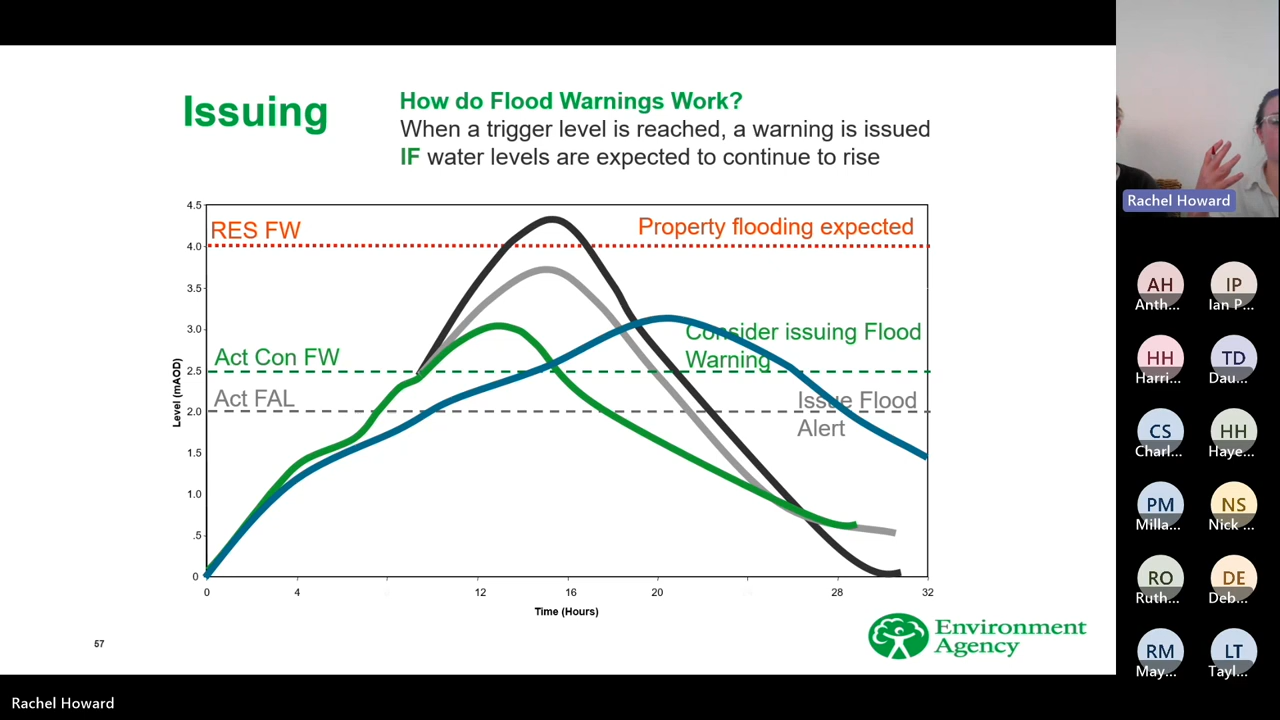 Issuing
How do Flood Warnings Work?
When a trigger level is reached, a warning is issued
IF water levels are expected to continue to rise
4.5
4.0
3.5
3.0
2.5
2.0
1.5
1.0
.5
0
Level (mAOD)
RES FW
Property flooding expected
Act Con FW
Consider issuing Flood
Warning
Act FAL
Issue Flood
Alert
0
4
12
16
20
28
32
Time (Hours)
57
Environment
Agency
Rachel Howard
Rachel Howard
AH
Anth...
IP
Ian P...
HH
Harri...
TD
Dau...
CS
Charl...
HH
Haye...
PM
Milla...
NS
Nick ...
RO
Ruth...
DE
Deb...
RM
May...
LT
Tayl...